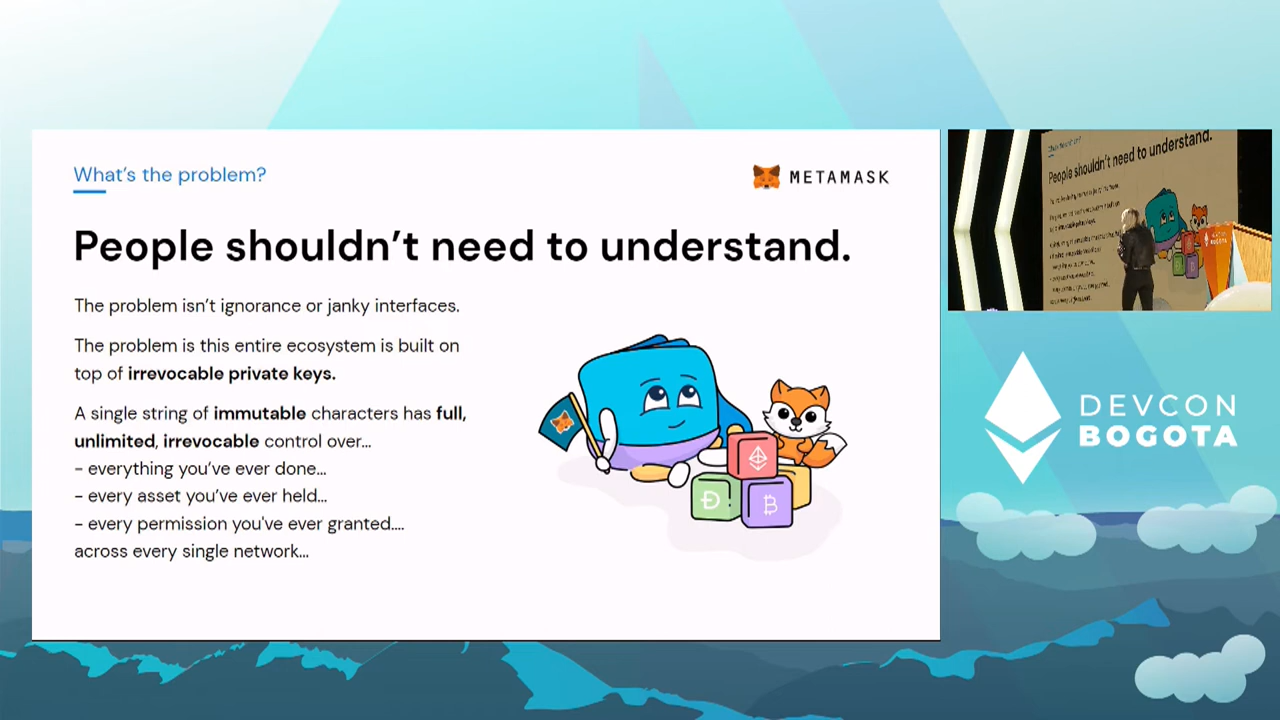 What's the problem?
METAMASK
People shouldn't need to understand.
The problem isn't ignorance or janky interfaces.
The problem is this entire ecosystem is built on
top of irrevocable private keys.
A single string of immutable characters has full,
unlimited, irrevocable control over...
- everything you've ever done...
- every asset you've ever held...
- every permission you've ever granted....
across every single network...
What's the problem?
People shouldn't need to understand.
DEVCON
BOGOTA